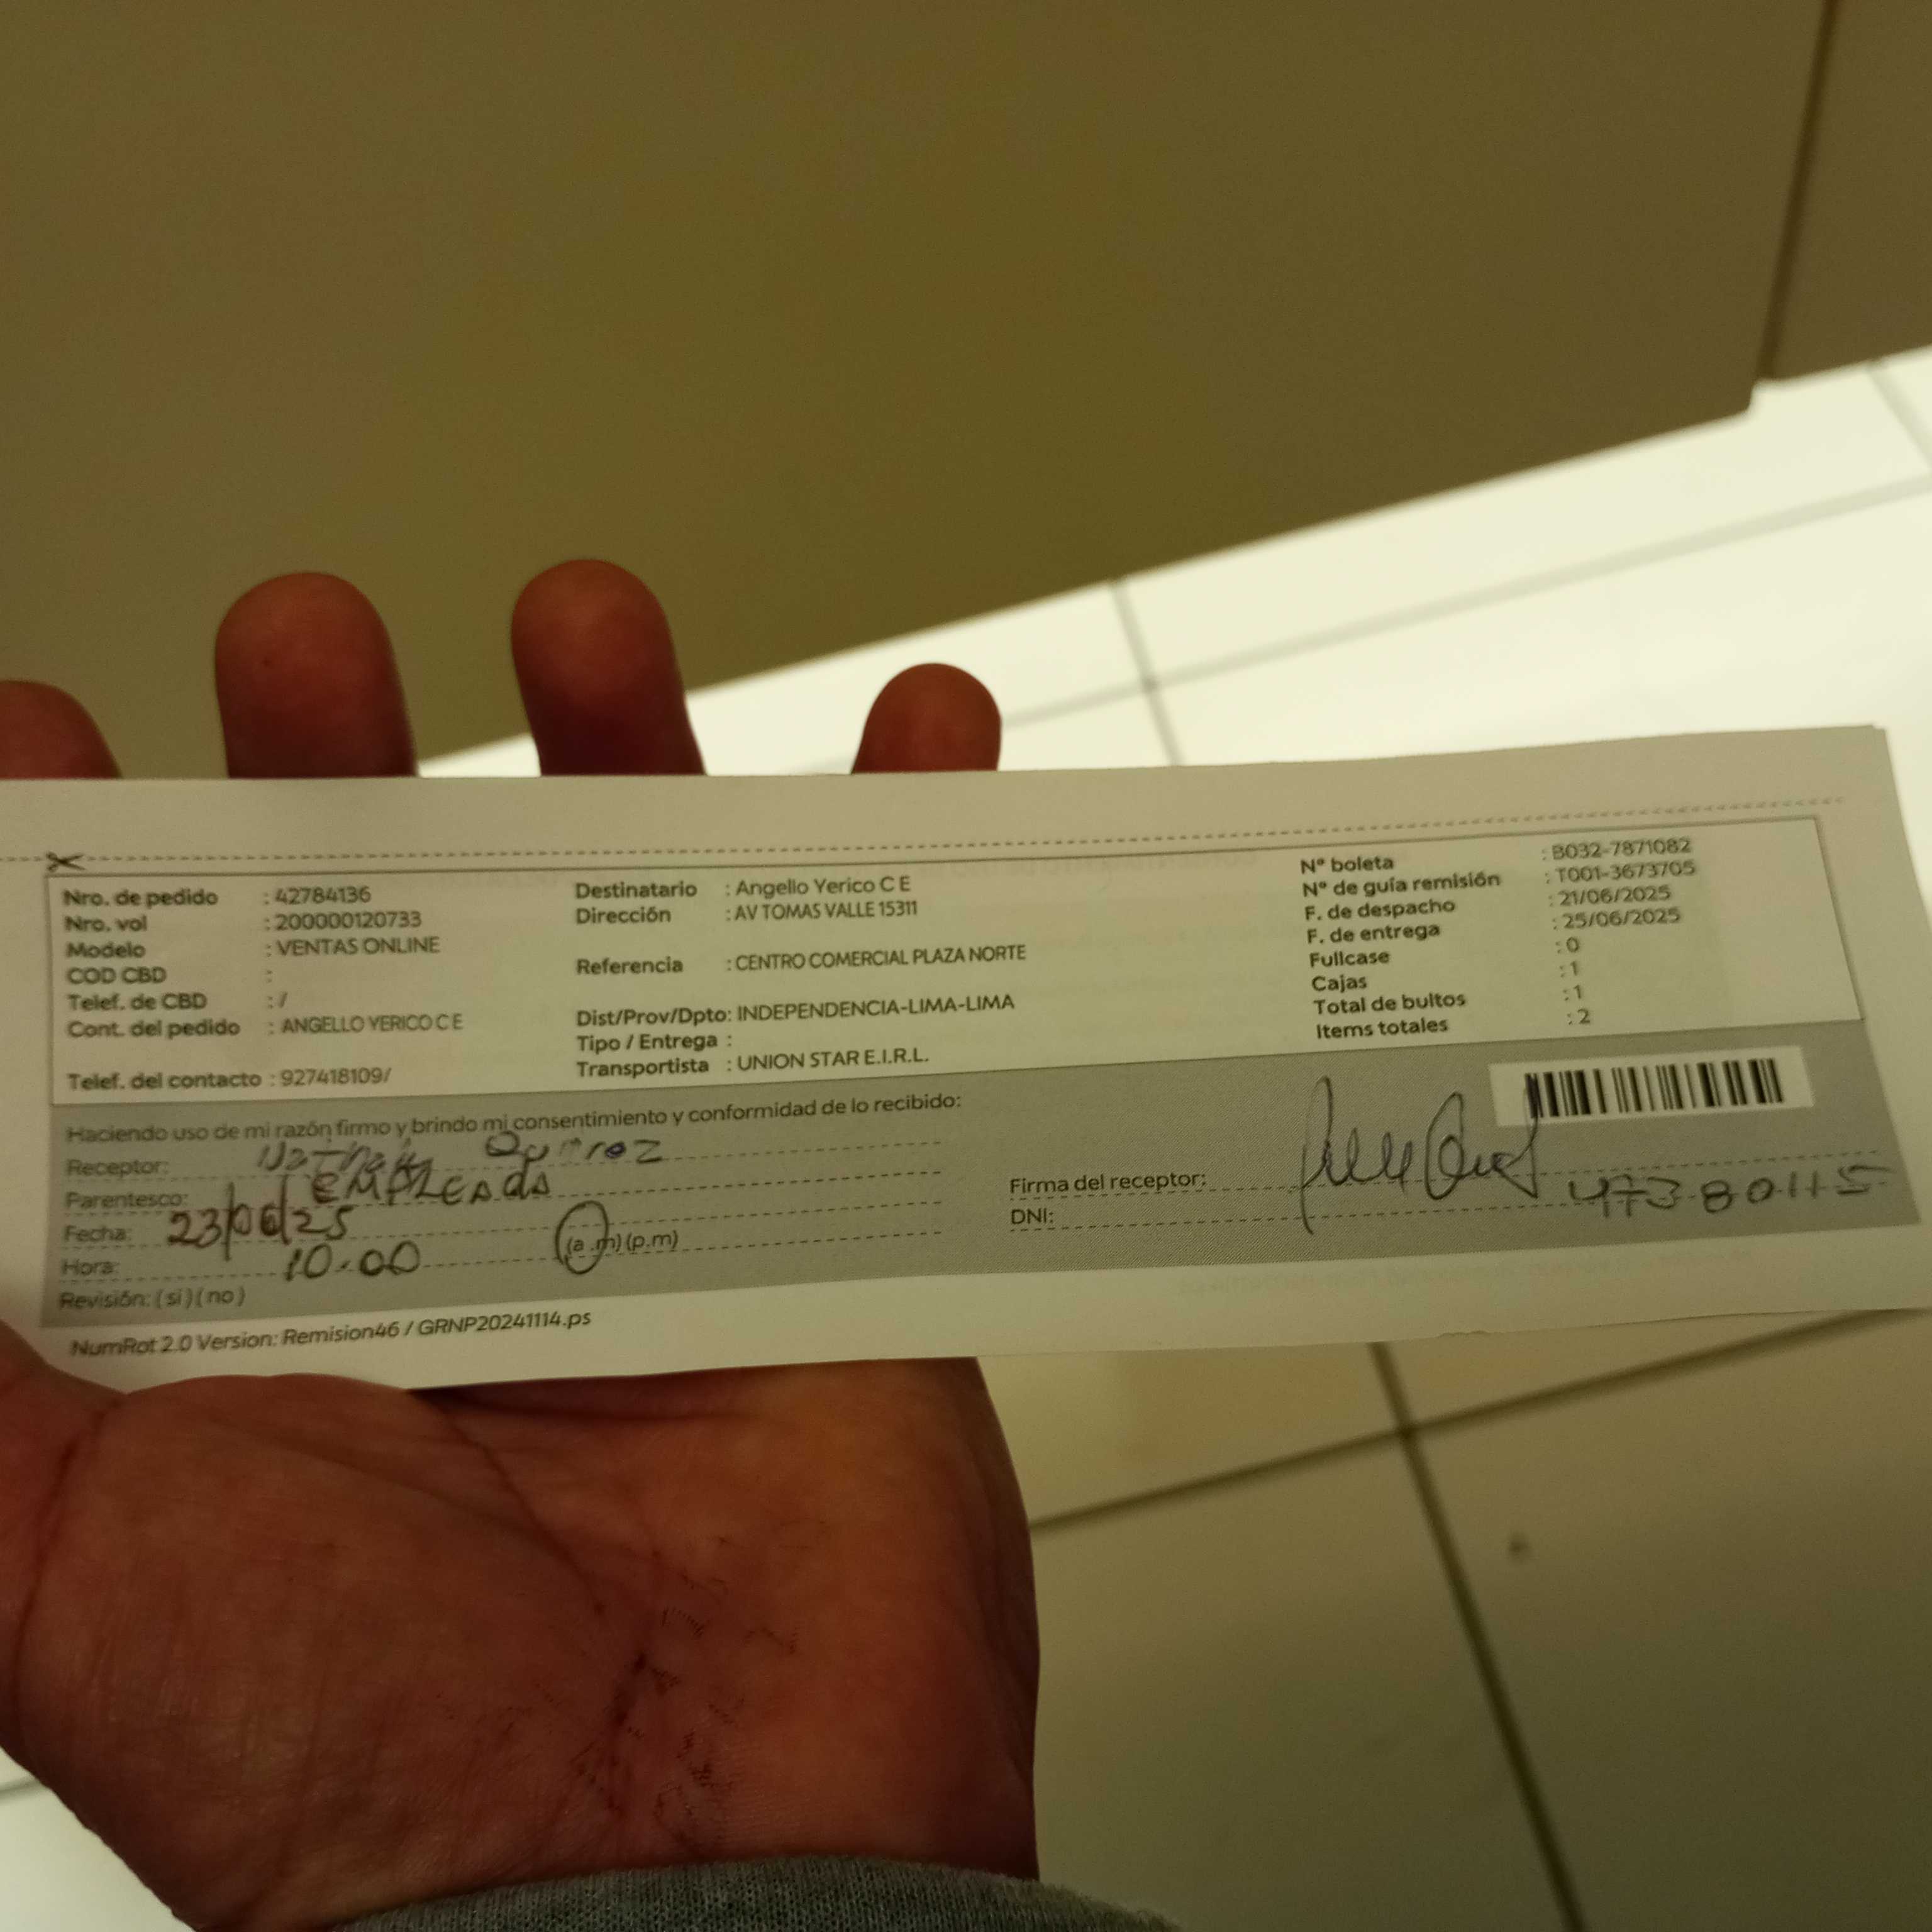 Nro. de pedido : 42784136
Nro. vol : 200000120733
Modelo : VENTAS ONLINE
COD CBD :
Telef. de CBD : /
Cont. del pedido : ANGELLO YERICO C E
Telef. del contacto : 927418109/
Destinatario : Angello Yerico C E
Dirección : AV TOMAS VALLE 15311
Referencia : CENTRO COMERCIAL PLAZA NORTE
Dist/Prov/Dpto: INDEPENDENCIA-LIMA-LIMA
Tipo / Entrega :
Transportista : UNION STAR E.I.R.L.
Nº boleta : B032-7871082
Nº de guía remisión : T001-3673705
F. de despacho : 21/06/2025
F. de entrega : 25/06/2025
Fullcase : 0
Cajas : 1
Total de bultos : 1
Items totales : 2
Haciendo uso de mi razón firmo y brindo mi consentimiento y conformidad de lo recibido:
Receptor:
Parentesco: EMPLEADA
Fecha: 23/06/25
Hora: 10.00 (a .m) (p.m)
Revisión: ( si ) ( no )
Firma del receptor:
DNI: 47380115
NumRot 2.0 Version: Remision46 / GRNP20241114.ps